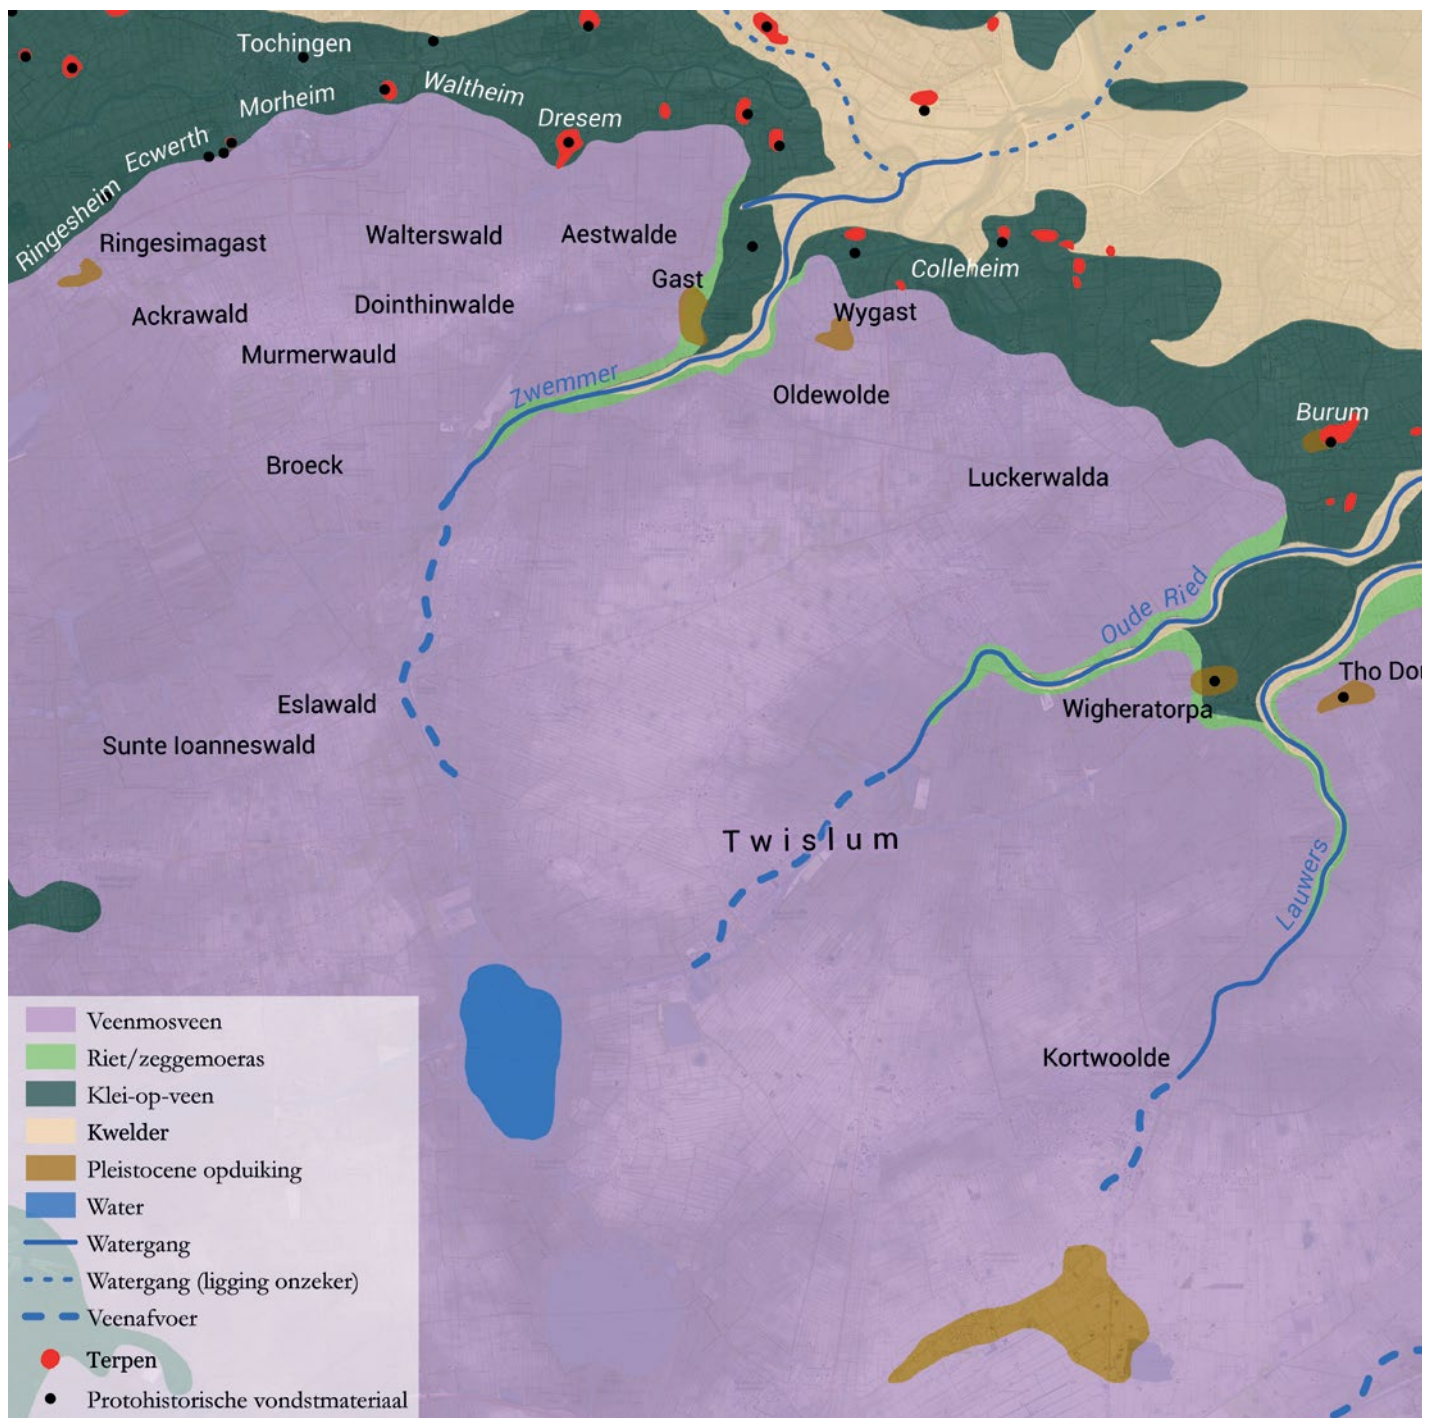 Tochingen
Waltheim
Morheim
Dresem
Ecwerth
Ringesheim
Ringesimagast
Walterswald
Aestwalde
Gast
Colleheim
Ackrawald
Dointhinwalde
Wygast
Murmerwauld
Zwemmer
Oldewolde
Burum
Broeck
Luckerwalda
Oude Ried
Tho Do
Eslawald
Wigheratorpa
Sunte Ioanneswald
Twislum
Lauwers
Kortwoolde
Veenmosveen
Riet/zeggemoeras
Klei-op-veen
Kwelder
Pleistocene opduiking
Water
Watergang
Watergang (ligging onzeker)
Veenafvoer
Terpen
Protohistorische vondstmateriaal